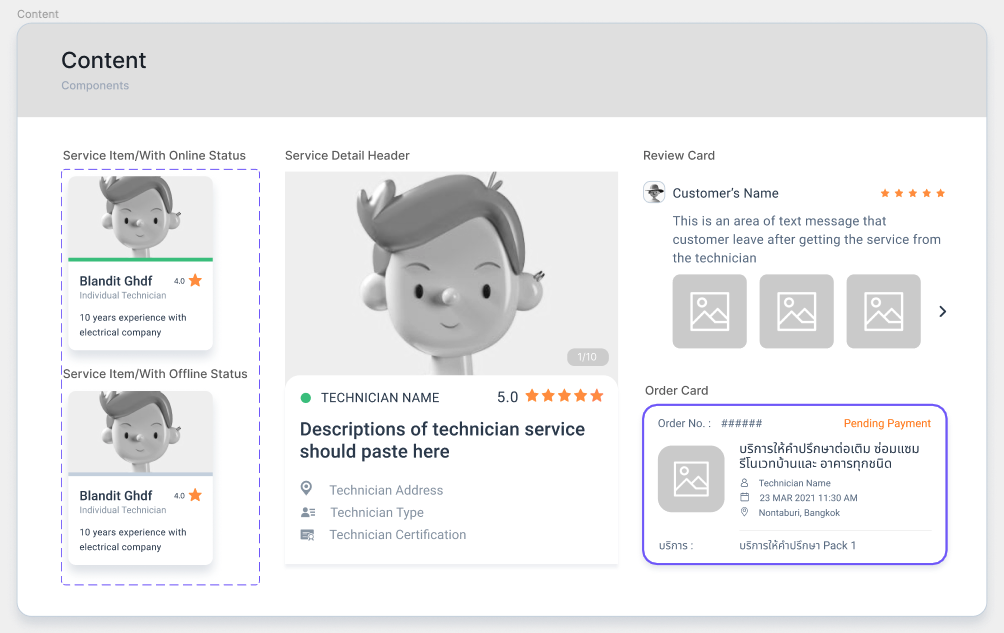 Content
Content
Components
Service Item/With Online Status
Blandit Ghdf 4.0
Individual Technician
10 years experience with
electrical company
Service Item/With Offline Status
Blandit Ghdf 4.0
Individual Technician
10 years experience with
electrical company
Service Detail Header
1/10
TECHNICIAN NAME 5.0
Descriptions of technician service
should paste here
Technician Address
Technician Type
Technician Certification
Review Card
Customer's Name
This is an area of text message that
customer leave after getting the service from
the technician
Order Card
Order No. : ###### Pending Payment
บริการให้คำปรึกษาต่อเติม ซ่อมแซม
รีโนเวทบ้านและ อาคารทุกชนิด
Technician Name
23 MAR 2021 11:30 AM
Nontaburi, Bangkok
บริการ : บริการให้คำปรึกษา Pack 1